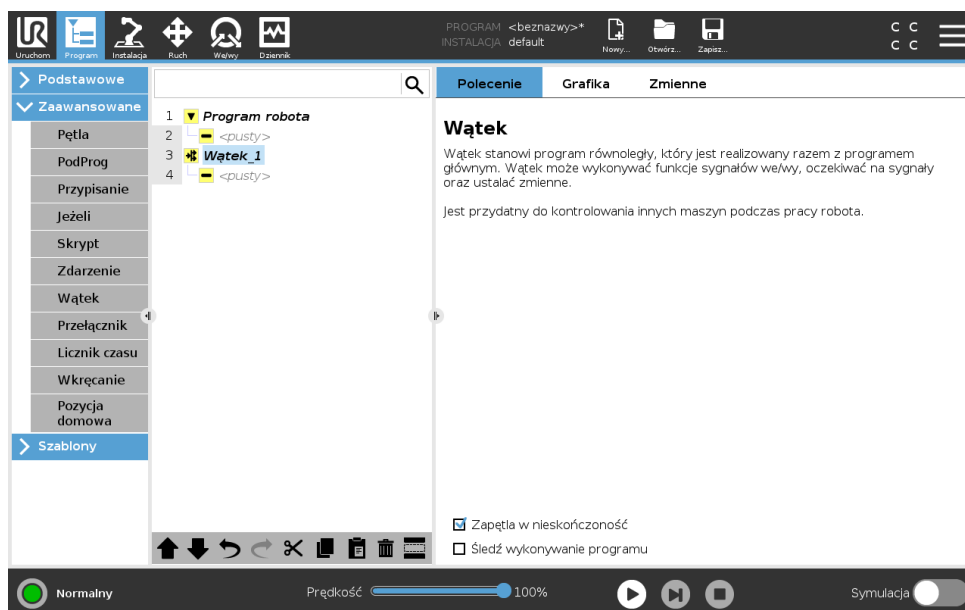 UR
Uruchom
Program
Instalacja
Ruch
We/wy
Dziennik
PROGRAM <beznazwy>*
INSTALACJA default
Nowy...
Otwórz...
Zapisz...
C C
C C
Podstawowe
Zaawansowane
Pętla
PodProg
Przypisanie
Jeżeli
Skrypt
Zdarzenie
Wątek
Przełącznik
Licznik czasu
Wkręcanie
Pozycja
domowa
Szablony
1 Program robota
2 <pusty>
3 Wątek_1
4 <pusty>
Polecenie Grafika Zmienne
Wątek
Wątek stanowi program równoległy, który jest realizowany razem z programem
głównym. Wątek może wykonywać funkcje sygnałów we/wy, oczekiwać na sygnały
oraz ustalać zmienne.
Jest przydatny do kontrolowania innych maszyn podczas pracy robota.
Zapętla w nieskończoność
Śledź wykonywanie programu
Normalny
Prędkość 100%
Symulacja